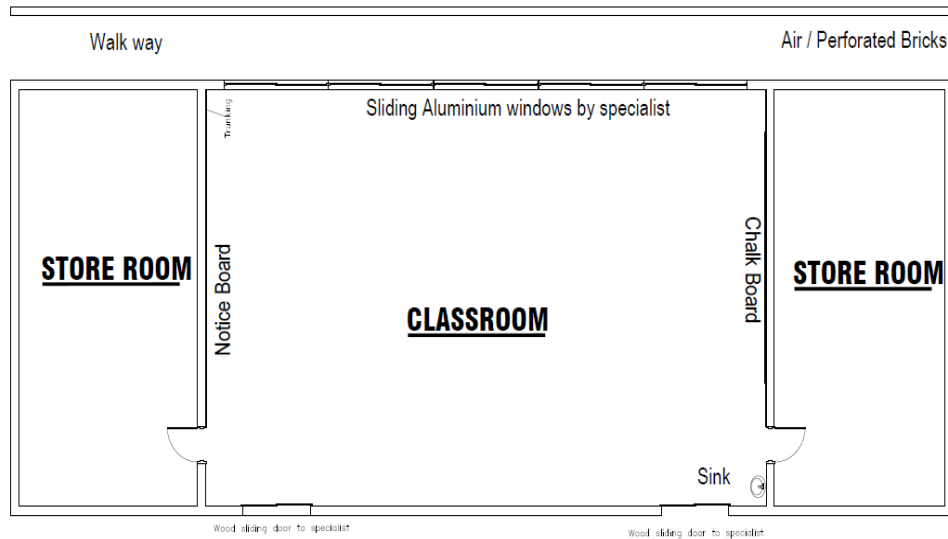 Walk way
Air / Perforated Bricks
Sliding Aluminium windows by specialist
Trunking
STORE ROOM
Notice Board
CLASSROOM
Chalk Board
STORE ROOM
Sink
Wood sliding door to specialist
Wood sliding door to specialist